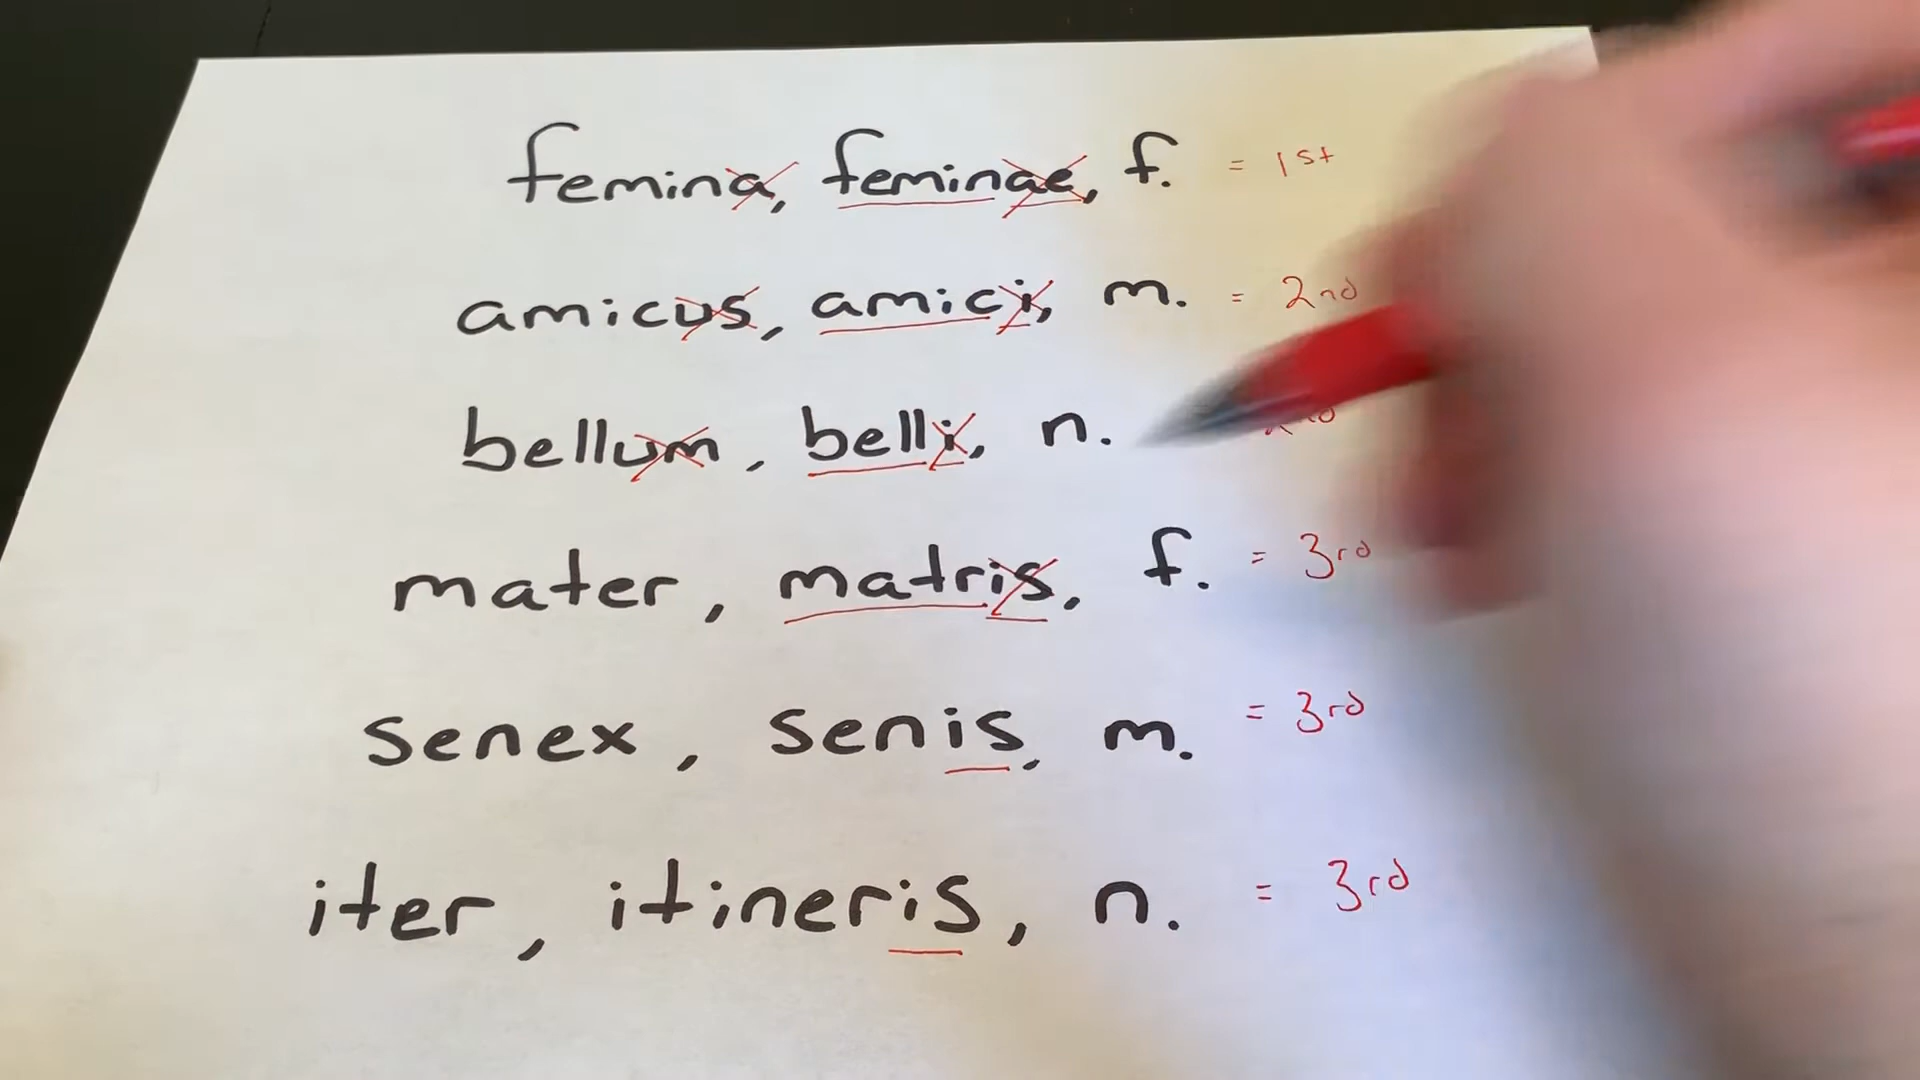 femina, feminae, f. = 1st
amicus, amici, m. = 2nd
bellum, belli, n.
mater, matris, f. = 3rd
senex, senis, m. = 3rd
iter, itineris, n. = 3rd